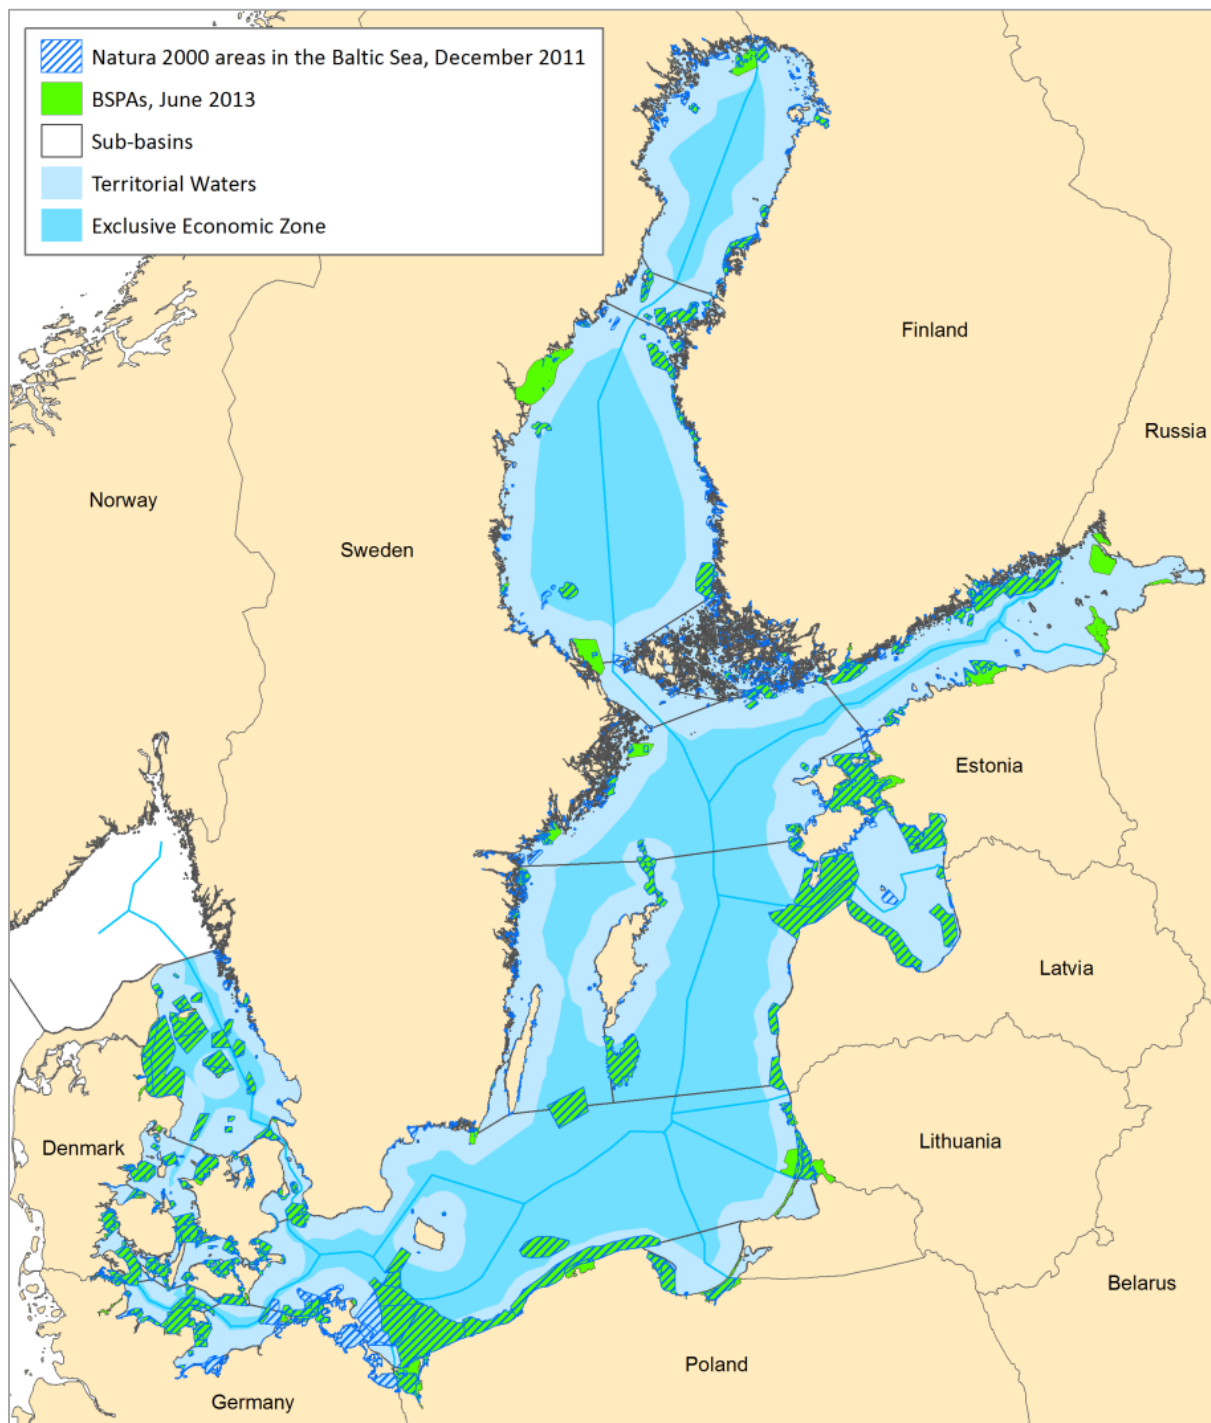 Natura 2000 areas in the Baltic Sea, December 2011
BSPAs, June 2013
Sub-basins
Territorial Waters
Exclusive Economic Zone
Finland
Russia
Norway
Sweden
Estonia
Latvia
Denmark
Lithuania
Belarus
Poland
Germany